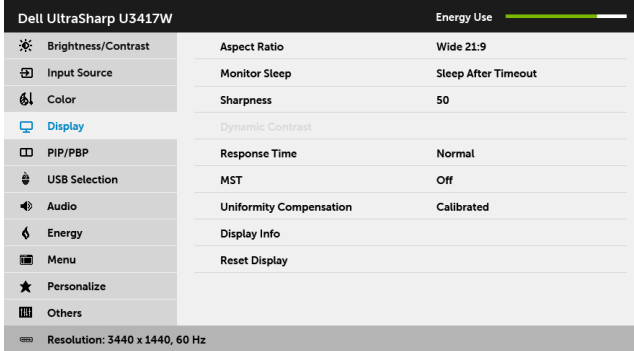 Dell UltraSharp U3417W Energy Use
Brightness/Contrast Aspect Ratio Wide 21:9
Input Source Monitor Sleep Sleep After Timeout
Color Sharpness 50
Display Dynamic Contrast
PIP/PBP Response Time Normal
USB Selection MST Off
Audio Uniformity Compensation Calibrated
Energy Display Info
Menu Reset Display
Personalize
Others
Resolution: 3440 x 1440, 60 Hz